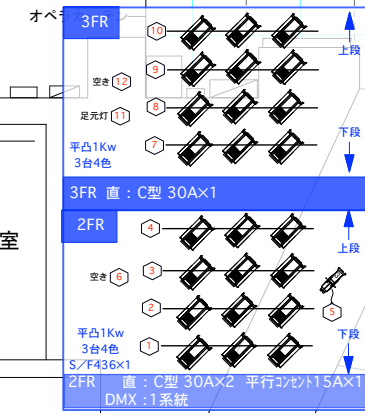 オペ
3FR
10
上段
9
空き 12
8
足元灯 11
平凸1Kw
3台4色
7
下段
3FR 直：C型 30A×1
2FR
4
上段
室
空き 6
3
5
2
平凸1Kw
3台4色
S／F436×1
1
下段
2FR 直：C型 30A×2 平行コンセント15A×1
DMX :1系統